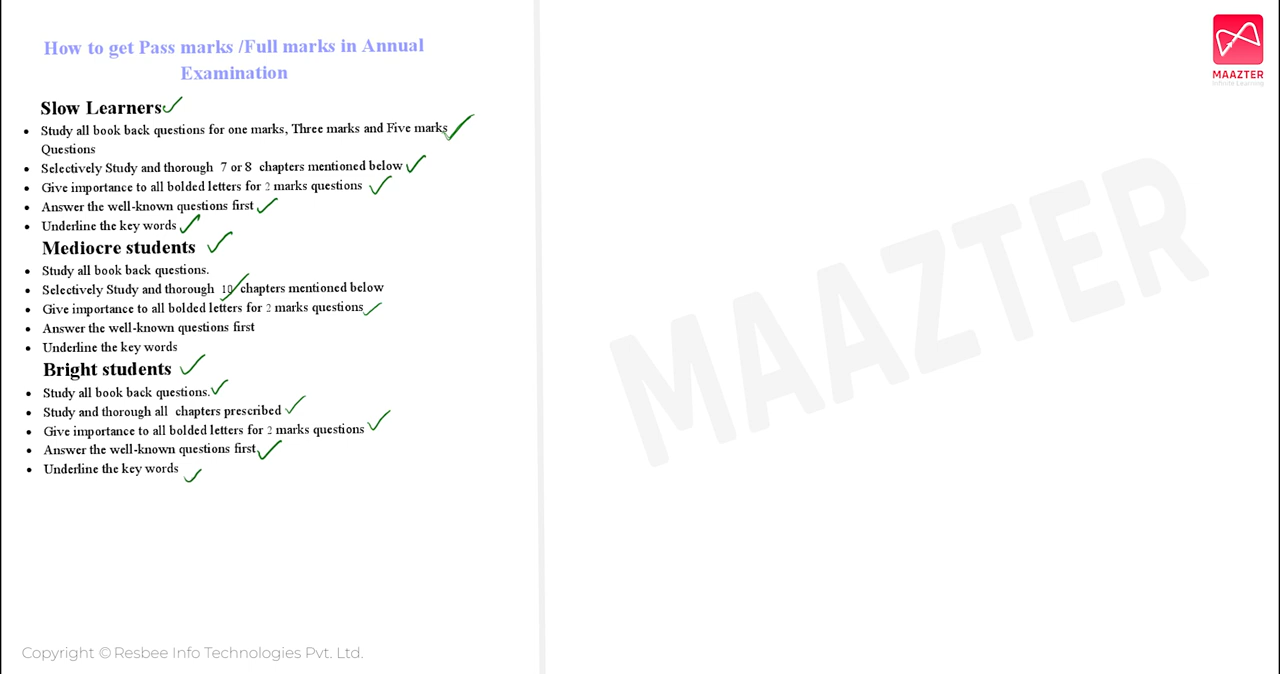 How to get Pass marks /Full marks in Annual
Examination
Slow Learners
Study all book back questions for one marks, Three marks and Five marks
Questions
Selectively Study and thorough 7 or 8 chapters mentioned below
Give importance to all bolded letters for 2 marks questions
Answer the well-known questions first
Underline the key words
Mediocre students
Study all book back questions.
Selectively Study and thorough 10 chapters mentioned below
Give importance to all bolded letters for 2 marks questions
Answer the well-known questions first
Underline the key words
Bright students
Study all book back questions.
Study and thorough all chapters prescribed
Give importance to all bolded letters for 2 marks questions
Answer the well-known questions first
Underline the key words
Copyright © Resbee Info Technologies Pvt. Ltd.
MAAZTER
Infinite Learning
MAAZTER